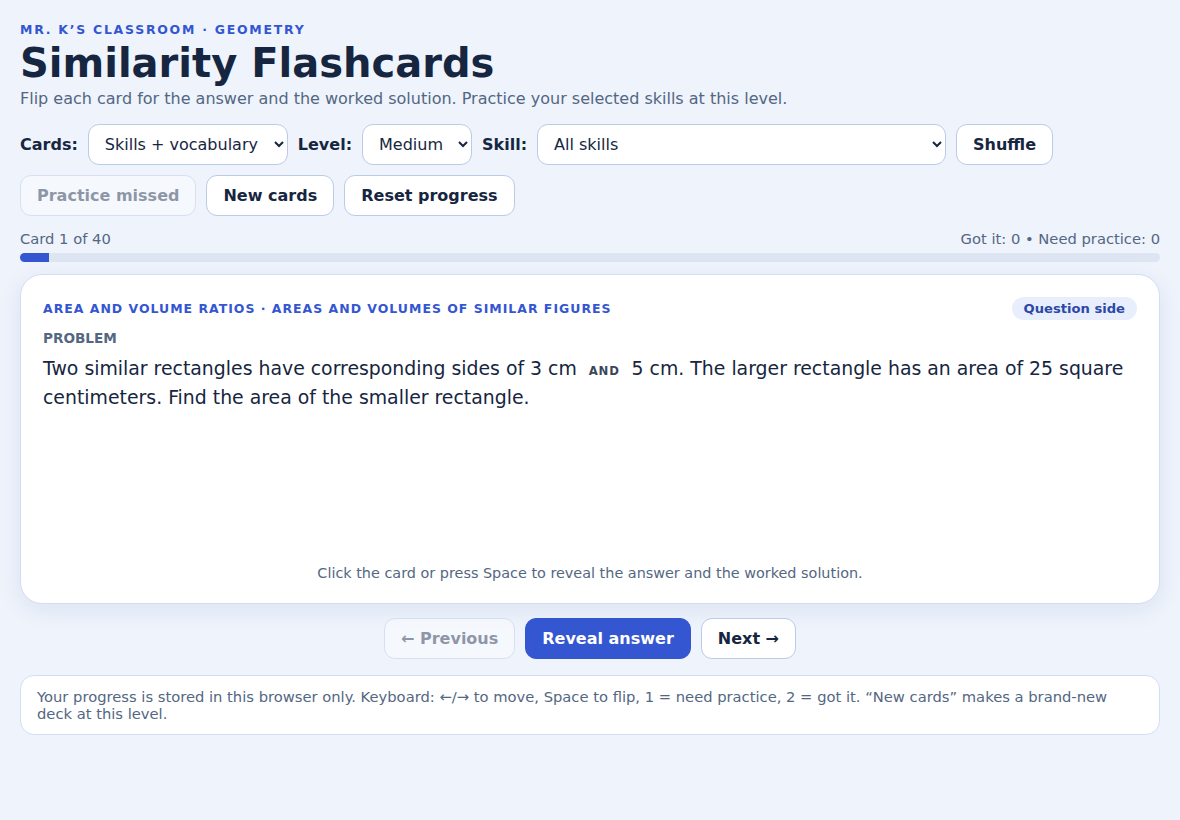 MR. K’S CLASSROOM · GEOMETRY
Similarity Flashcards
Flip each card for the answer and the worked solution. Practice your selected skills at this level.
Cards: Skills + vocabulary Level: Medium Skill: All skills Shuffle
Practice missed New cards Reset progress
Card 1 of 40 Got it: 0 • Need practice: 0
AREA AND VOLUME RATIOS · AREAS AND VOLUMES OF SIMILAR FIGURES Question side
PROBLEM
Two similar rectangles have corresponding sides of 3 cm AND 5 cm. The larger rectangle has an area of 25 square
centimeters. Find the area of the smaller rectangle.
Click the card or press Space to reveal the answer and the worked solution.
← Previous Reveal answer Next →
Your progress is stored in this browser only. Keyboard: ←/→ to move, Space to flip, 1 = need practice, 2 = got it. “New cards” makes a brand-new
deck at this level.